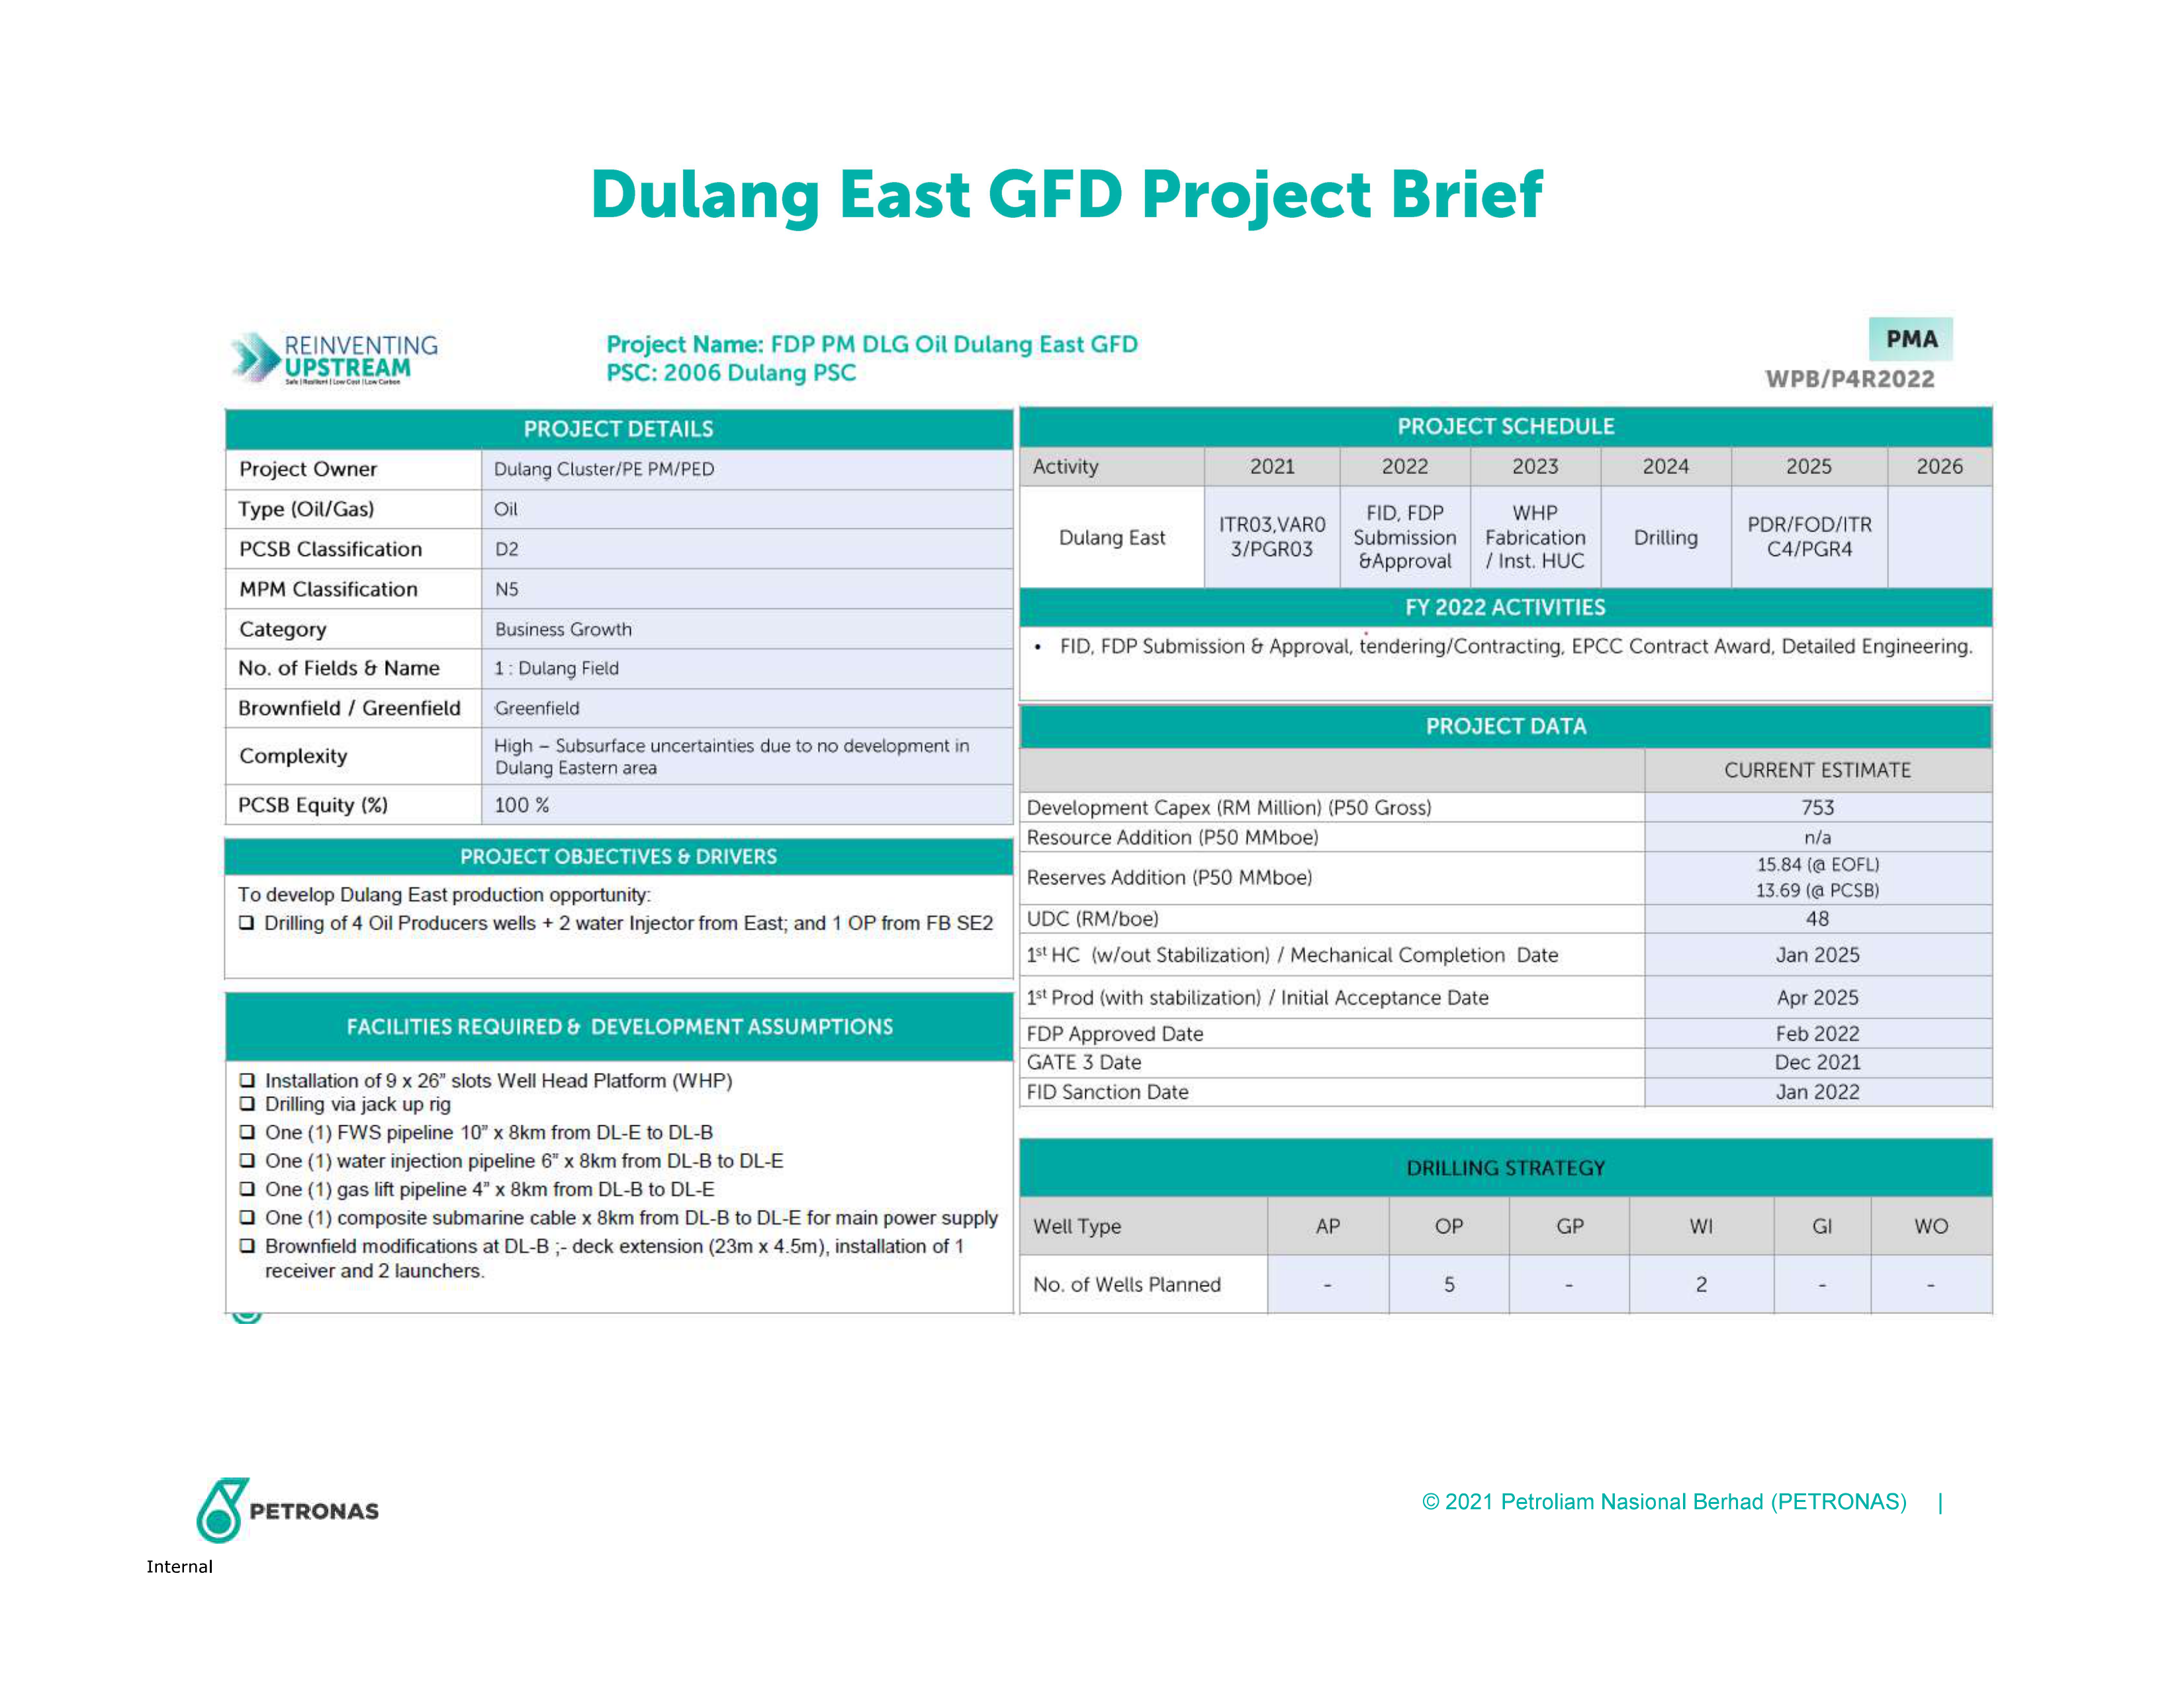 Dulang East GFD Project Brief
REINVENTING
UPSTREAM
Safe | Resilient | Low Cost | Low Carbon
Project Name: FDP PM DLG Oil Dulang East GFD
PSC: 2006 Dulang PSC
PMA
WPB/P4R2022
PROJECT DETAILS
Project Owner Dulang Cluster/PE PM/PED
Type (Oil/Gas) Oil
PCSB Classification D2
MPM Classification N5
Category Business Growth
No. of Fields & Name 1 : Dulang Field
Brownfield / Greenfield Greenfield
Complexity High – Subsurface uncertainties due to no development in
Dulang Eastern area
PCSB Equity (%) 100 %
PROJECT OBJECTIVES & DRIVERS
To develop Dulang East production opportunity:
❑ Drilling of 4 Oil Producers wells + 2 water Injector from East; and 1 OP from FB SE2
FACILITIES REQUIRED & DEVELOPMENT ASSUMPTIONS
❑ Installation of 9 x 26” slots Well Head Platform (WHP)
❑ Drilling via jack up rig
❑ One (1) FWS pipeline 10” x 8km from DL-E to DL-B
❑ One (1) water injection pipeline 6” x 8km from DL-B to DL-E
❑ One (1) gas lift pipeline 4” x 8km from DL-B to DL-E
❑ One (1) composite submarine cable x 8km from DL-B to DL-E for main power supply
❑ Brownfield modifications at DL-B ;- deck extension (23m x 4.5m), installation of 1
receiver and 2 launchers.
PROJECT SCHEDULE
Activity 2021 2022 2023 2024 2025 2026
Dulang East
ITR03,VAR0
3/PGR03
FID, FDP
Submission
&Approval
WHP
Fabrication
/ Inst. HUC
Drilling
PDR/FOD/ITR
C4/PGR4
FY 2022 ACTIVITIES
• FID, FDP Submission & Approval, tendering/Contracting, EPCC Contract Award, Detailed Engineering.
PROJECT DATA
CURRENT ESTIMATE
Development Capex (RM Million) (P50 Gross) 753
Resource Addition (P50 MMboe) n/a
Reserves Addition (P50 MMboe) 15.84 (@ EOFL)
13.69 (@ PCSB)
UDC (RM/boe) 48
1st HC (w/out Stabilization) / Mechanical Completion Date Jan 2025
1st Prod (with stabilization) / Initial Acceptance Date Apr 2025
FDP Approved Date Feb 2022
GATE 3 Date Dec 2021
FID Sanction Date Jan 2022
DRILLING STRATEGY
Well Type AP OP GP WI GI WO
No. of Wells Planned - 5 - 2 - -
PETRONAS
© 2021 Petroliam Nasional Berhad (PETRONAS) |
Internal